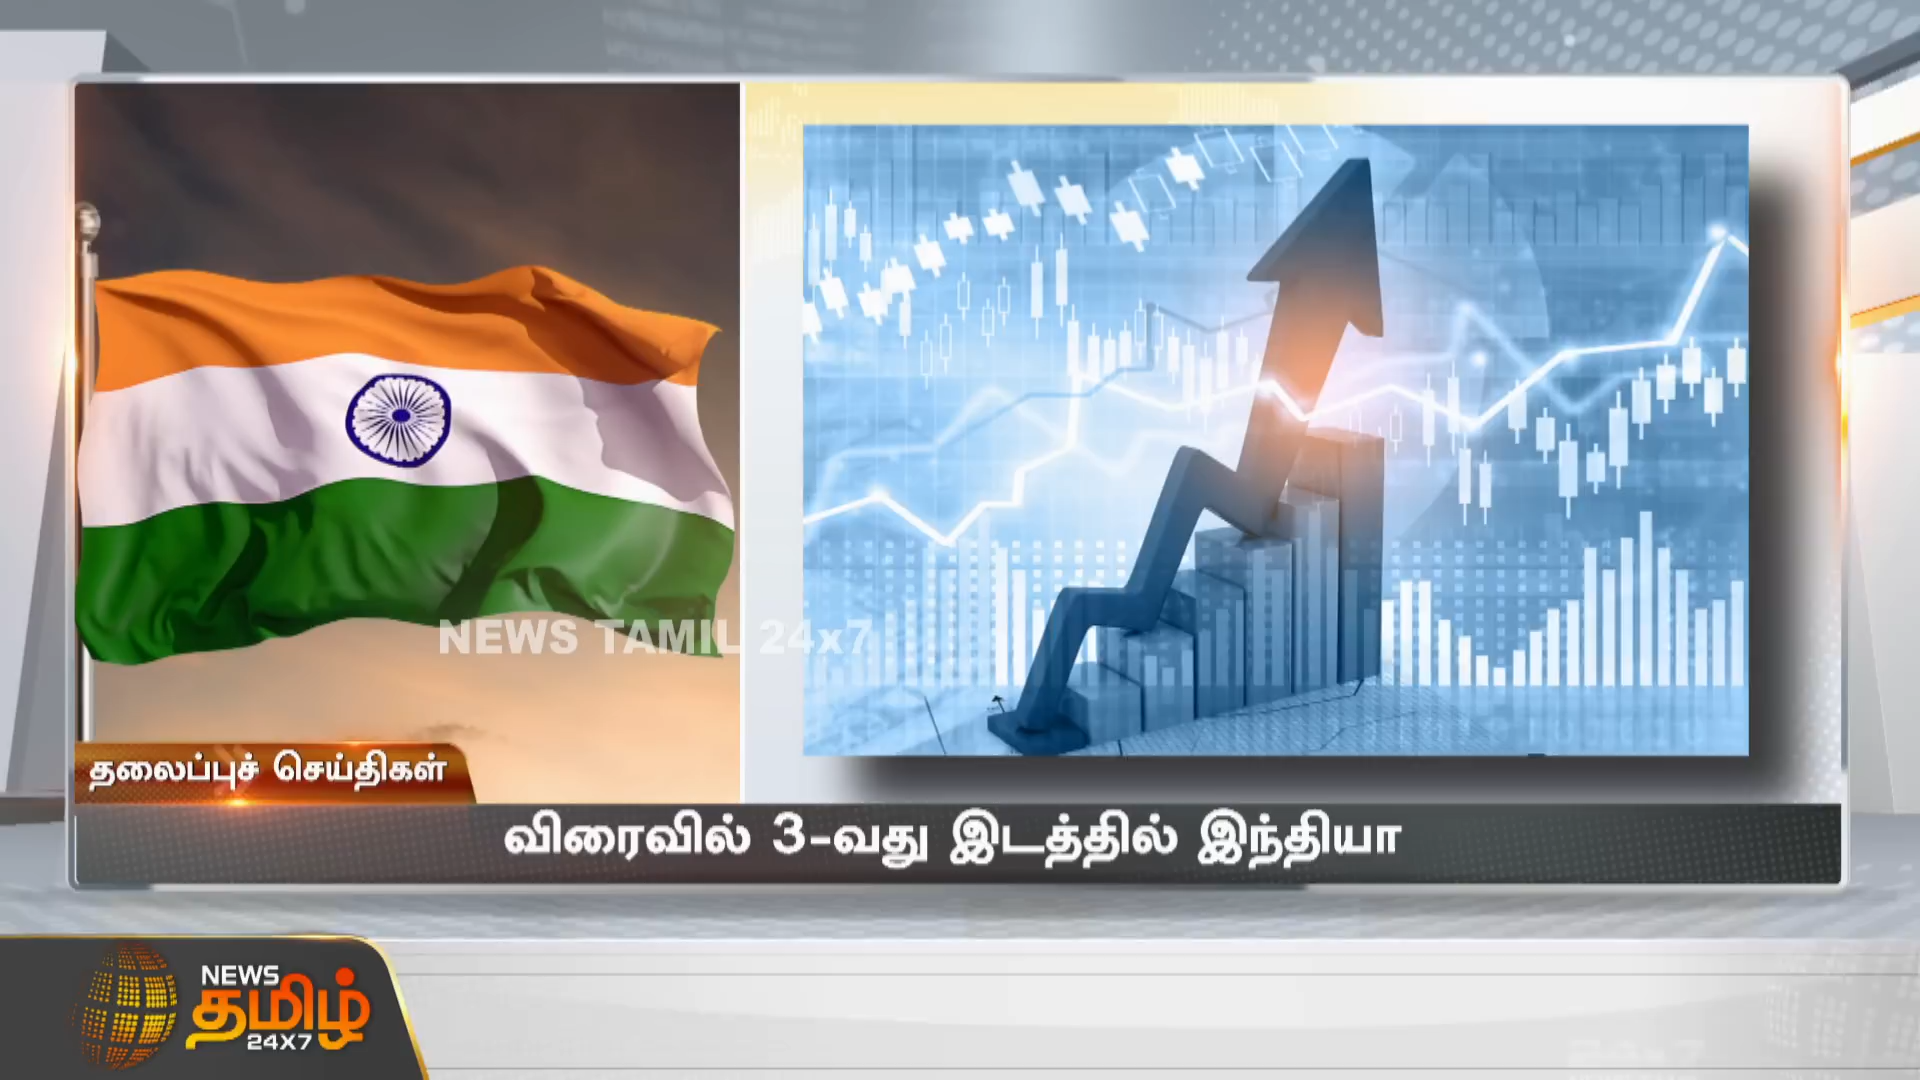 NEWS TAMIL 24x7
தலைப்புச் செய்திகள்
விரைவில் 3-வது இடத்தில் இந்தியா
NEWS
தமிழ்
24X7